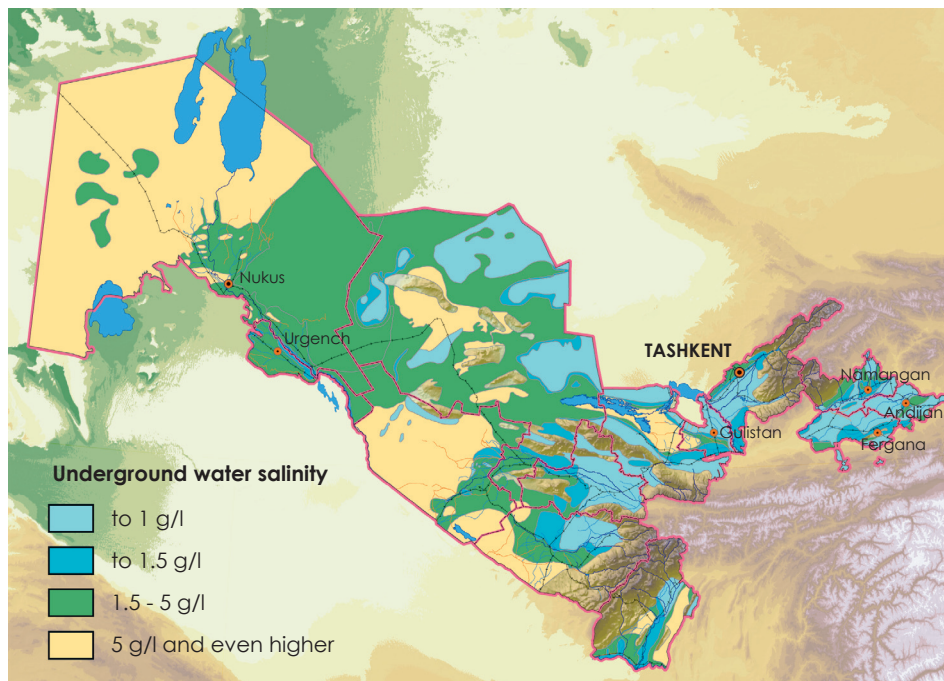 Nukus
Urgench
TASHKENT
Namangan
Andijan
Gulistan
Fergana
Underground water salinity
to 1 g/l
to 1.5 g/l
1.5 - 5 g/l
5 g/l and even higher